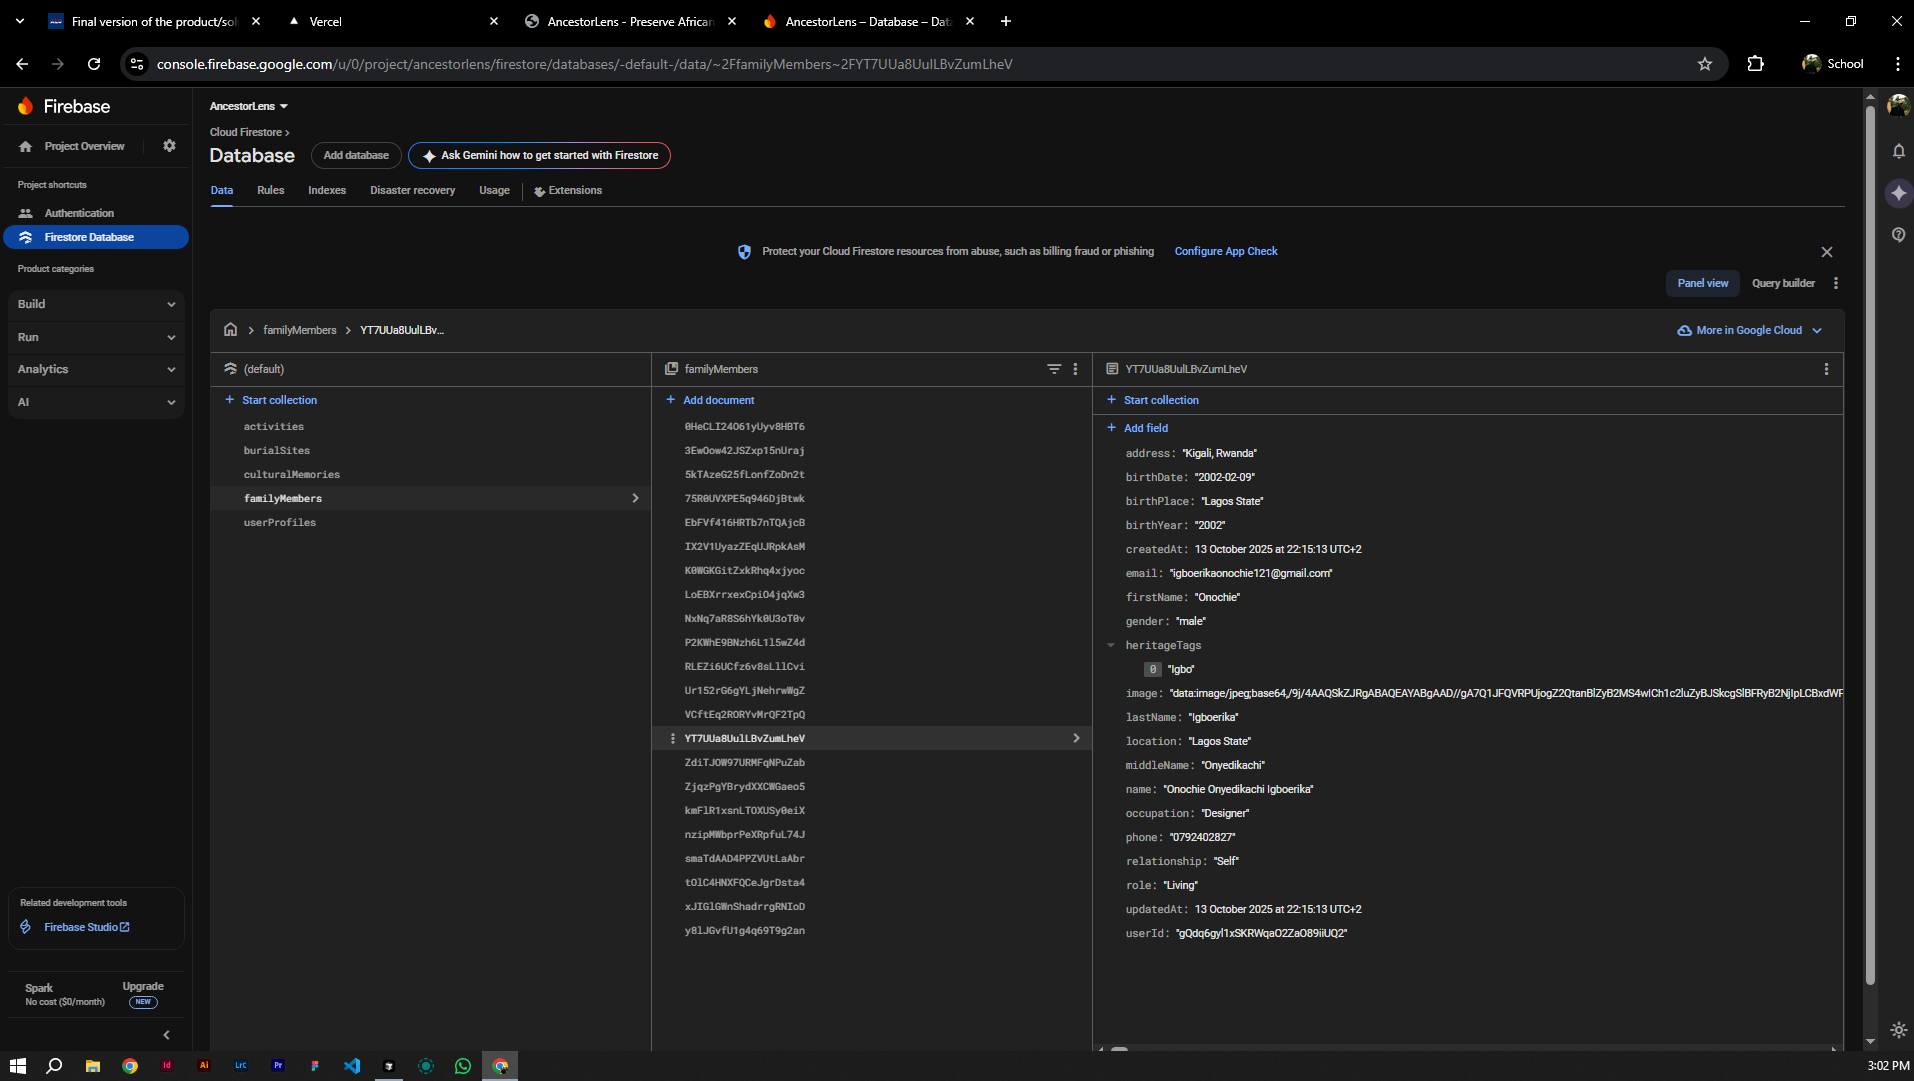 Final version of the product/sol
Vercel
AncestorLens - Preserve African
AncestorLens – Database – Dat
console.firebase.google.com/u/0/project/ancestorlens/firestore/databases/-default-/data/~2FfamilyMembers~2FYT7UUa8UulLBvZumLheV
School
Firebase
Project Overview
Project shortcuts
Authentication
Firestore Database
Product categories
Build
Run
Analytics
AI
Related development tools
Firebase Studio
Spark
No cost ($0/month)
Upgrade
NEW
AncestorLens
Cloud Firestore
Database
Add database
Ask Gemini how to get started with Firestore
Data
Rules
Indexes
Disaster recovery
Usage
Extensions
Protect your Cloud Firestore resources from abuse, such as billing fraud or phishing
Configure App Check
Panel view
Query builder
familyMembers
YT7UUa8UulLBv...
More in Google Cloud
(default)
+ Start collection
activities
burialSites
culturalMemories
familyMembers
userProfiles
familyMembers
+ Add document
0HeCLI24O61yUyv8HBT6
3EwOow42JSZxp15nUraj
5kTAzeG25fLonfZoDn2t
75R0UVXPE5q946DjBtwk
EbFVf416HRTb7nTQAjcB
IX2V1UyazZEqUJRpkAsM
K0WGKGitZxkRhq4xjyoc
LoEBXrrxexCpiO4jqXw3
NxNq7aR8S6hYk0U3oT0v
P2KWhE9BNzh6L1l5wZ4d
RLEZi6UCfz6v8sLllCvi
Ur152rG6gYLjNehrwWgZ
VCftEq2RORYvMrQF2TpQ
YT7UUa8UulLBvZumLheV
ZdiTJOW97URMFqNPuZab
ZjqzPgYBrydXXCWGaeo5
kmFlR1xsnLTOXUSy0eiX
nzipMWbprPeXRpfuL74J
smaTdAAD4PPZVUtLaAbr
tOlC4HNXFQCeJgrDsta4
xJIGlGWnShadrrgRNIoD
y8lJGvfU1g4q69T9g2an
YT7UUa8UulLBvZumLheV
+ Start collection
+ Add field
address: "Kigali, Rwanda"
birthDate: "2002-02-09"
birthPlace: "Lagos State"
birthYear: "2002"
createdAt: 13 October 2025 at 22:15:13 UTC+2
email: "igboerikaonochie121@gmail.com"
firstName: "Onochie"
gender: "male"
heritageTags
0 "Igbo"
image: "data:image/jpeg;base64,/9j/4AAQSkZJRgABAQEAYABgAAD//gA7Q1JFQVRPUjogZ2QtanBlZyB2MS4wICh1c2luZyBJSkcgSlBFRyB2NjIpLCBxdWF
lastName: "Igboerika"
location: "Lagos State"
middleName: "Onyedikachi"
name: "Onochie Onyedikachi Igboerika"
occupation: "Designer"
phone: "0792402827"
relationship: "Self"
role: "Living"
updatedAt: 13 October 2025 at 22:15:13 UTC+2
userId: "gQdq6gyl1xSKRWqaO2ZaO89iiUQ2"
Id
Ai
LrC
Pr
3:02 PM